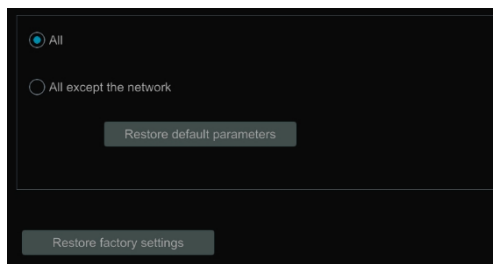 All
All except the network
Restore default parameters
Restore factory settings